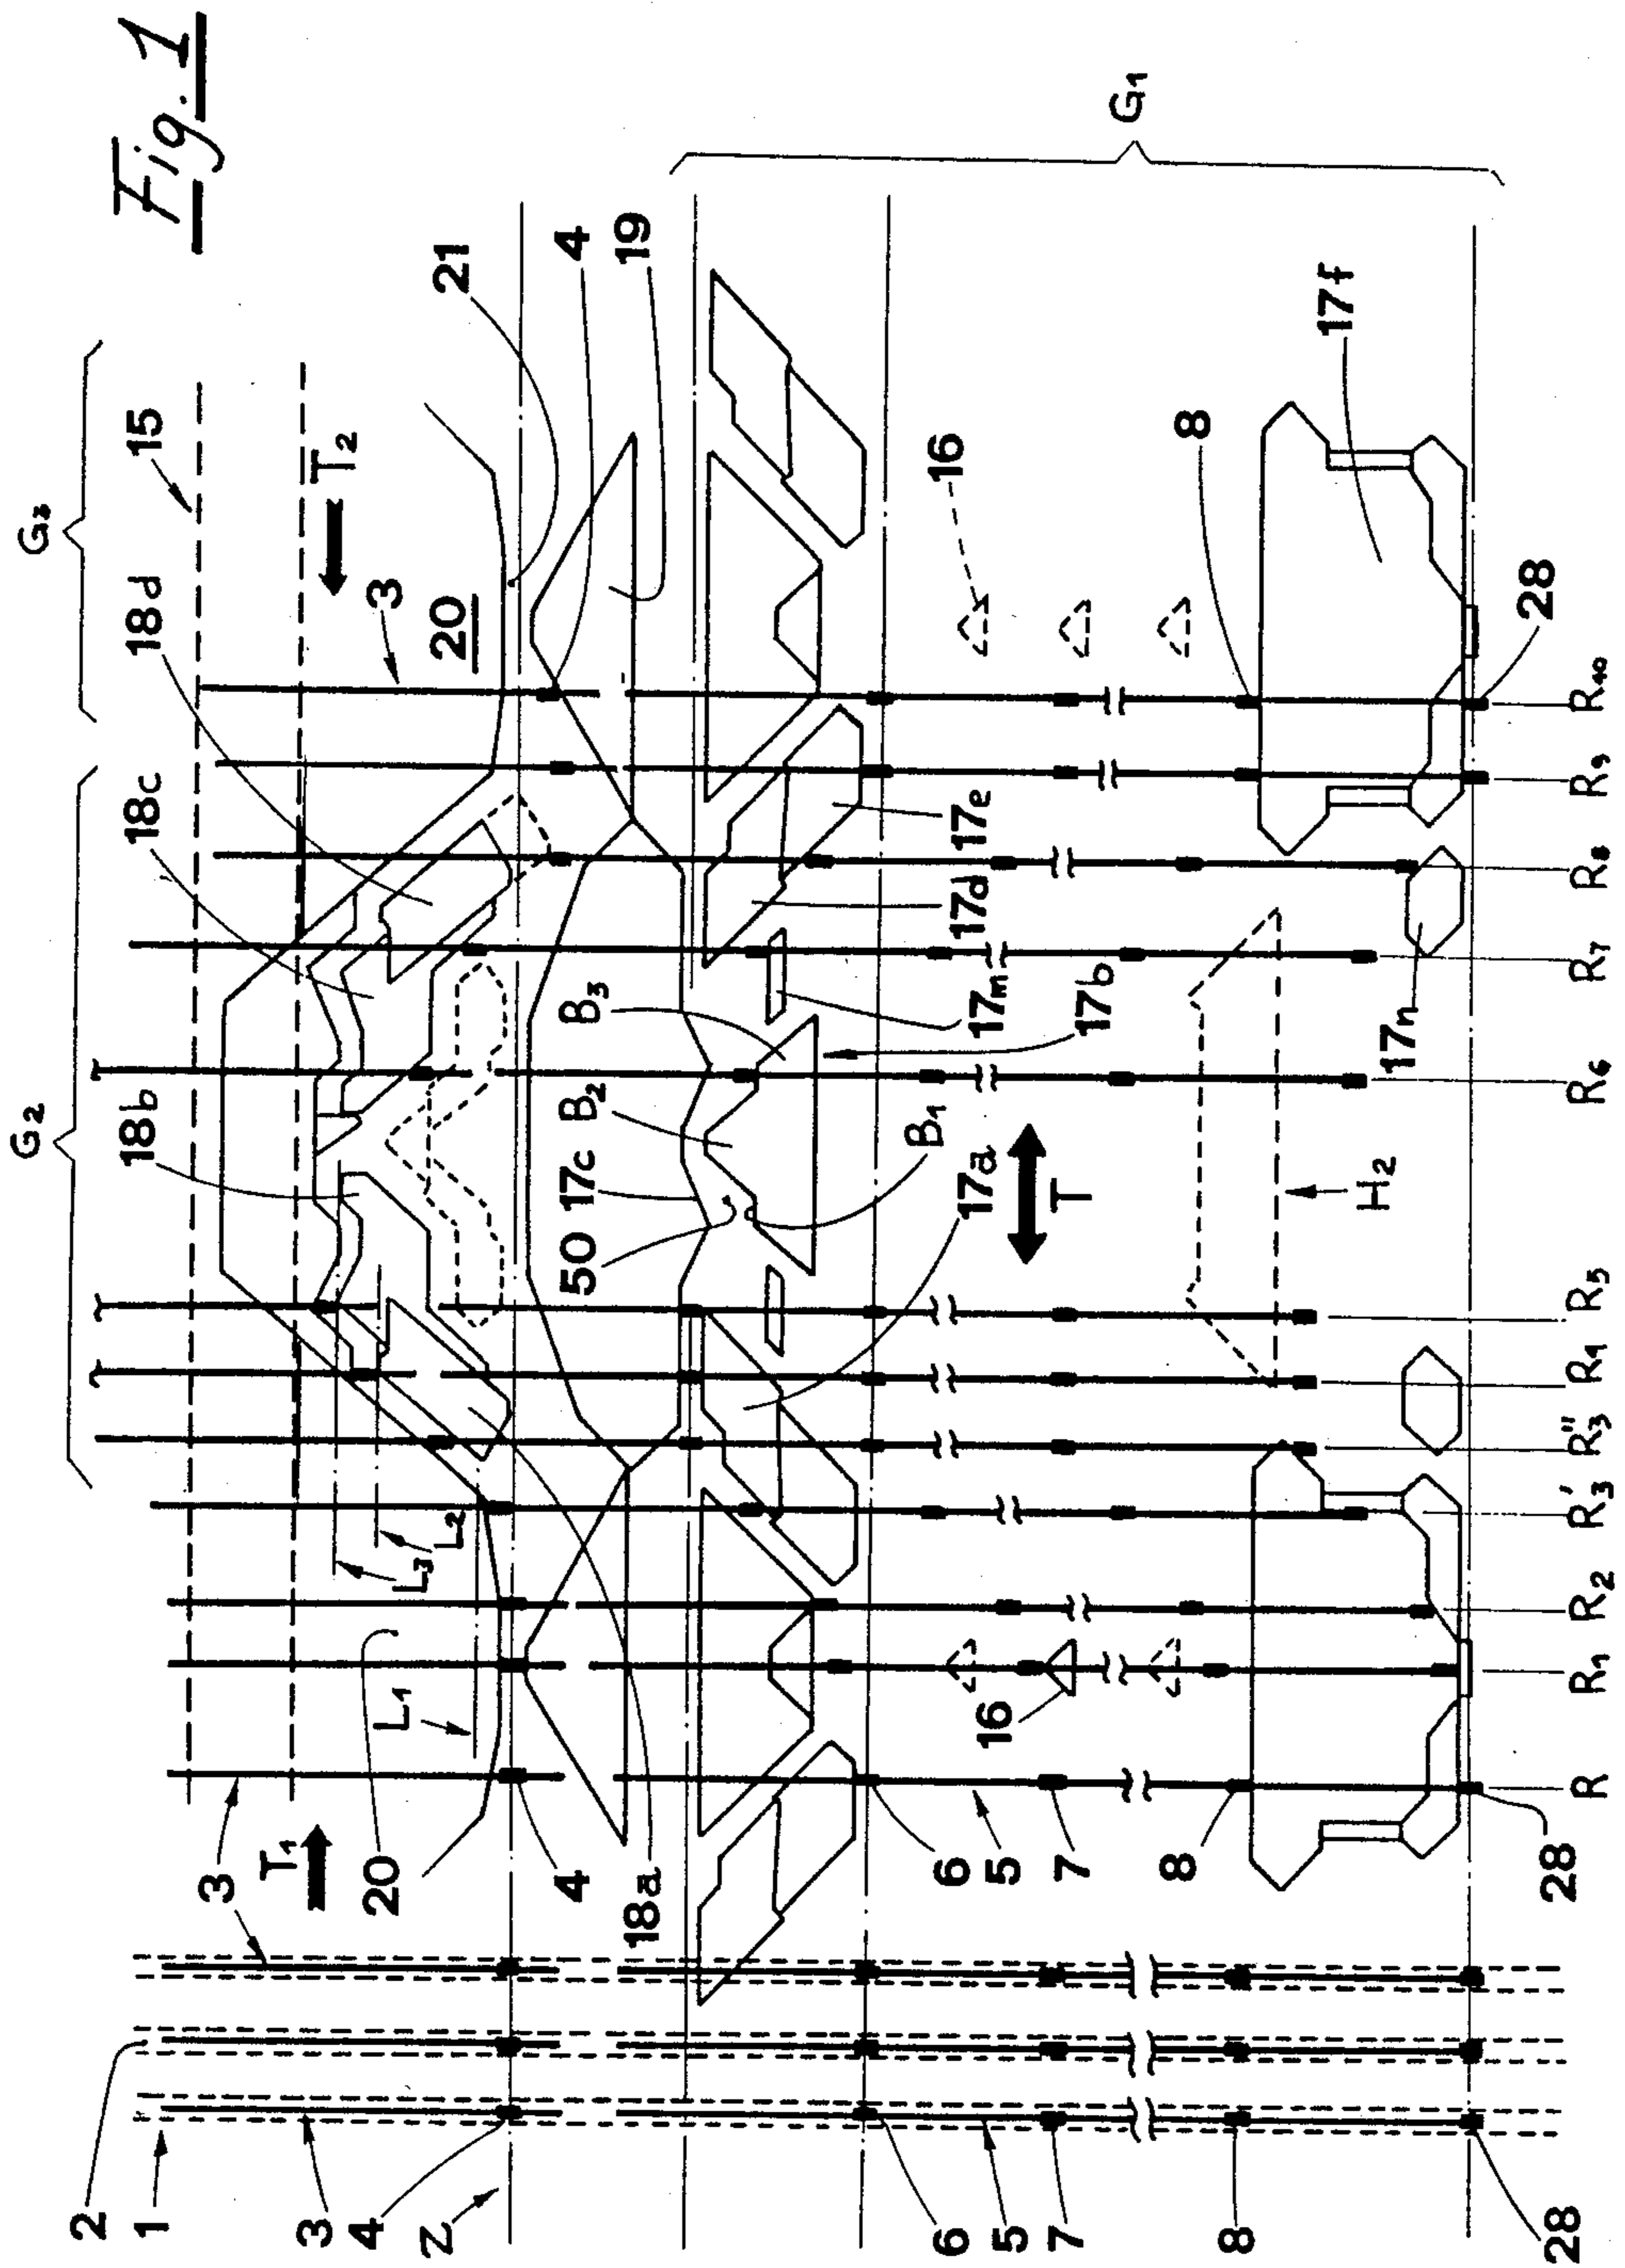 Fig. 1
G2
G3
18b
18c
18d
15
T2
3
20
21
4
19
G1
T1
3
20
L1
L3
L2
4
18a
50
17c
B2
B3
B1
17a
T
17m
17b
17d
17e
16
8
17f
H2
17n
28
2
1
3
4
Z
6
5
7
8
28
6
5
7
16
8
28
R
R1
R2
R3'
R3"
R4
R5
R6
R7
R8
R9
R10